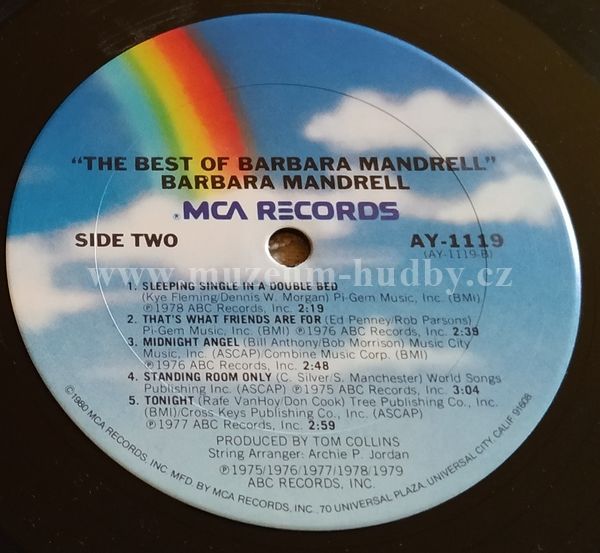 "THE BEST OF BARBARA MANDRELL"
BARBARA MANDRELL
® MCA RECORDS
SIDE TWO
AY-1119
(AY-1119-B)
www.muzeum-hudby.cz
1. SLEEPING SINGLE IN A DOUBLE BED
(Kye Fleming/Dennis W. Morgan) Pi-Gem Music, Inc. (BMI)
℗ 1978 ABC Records, Inc. 2:19
2. THAT'S WHAT FRIENDS ARE FOR (Ed Penney/Rob Parsons)
Pi-Gem Music, Inc. (BMI) ℗ 1976 ABC Records, Inc. 2:39
3. MIDNIGHT ANGEL (Bill Anthony/Bob Morrison) Music City
Music, Inc. (ASCAP)/Combine Music Corp. (BMI)
℗ 1976 ABC Records, Inc. 2:48
4. STANDING ROOM ONLY (C. Silver/S. Manchester) World Songs
Publishing Inc. (ASCAP) ℗ 1975 ABC Records, Inc. 3:04
5. TONIGHT (Rafe VanHoy/Don Cook) Tree Publishing Co., Inc.
(BMI)/Cross Keys Publishing Co., Inc. (ASCAP)
℗ 1977 ABC Records, Inc. 2:59
PRODUCED BY TOM COLLINS
String Arranger: Archie P. Jordan
℗ 1975/1976/1977/1978/1979
ABC RECORDS, INC.
©1980 MCA RECORDS, INC. MFD. BY MCA RECORDS, INC., 70 UNIVERSAL PLAZA, UNIVERSAL CITY, CALIF. 91608